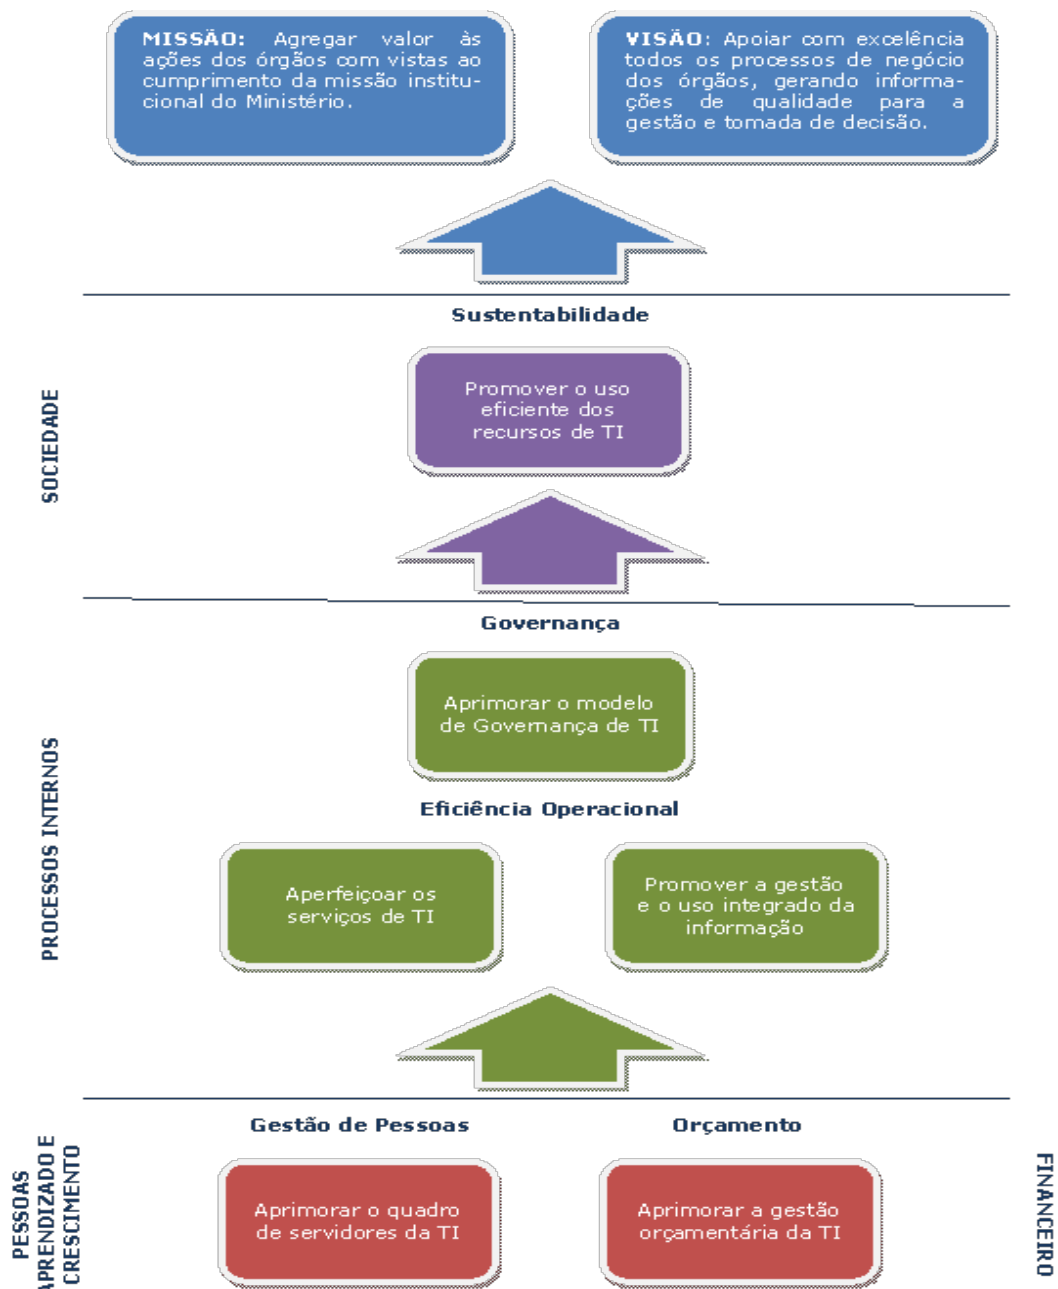 MISSÃO: Agregar valor às
ações dos órgãos com vistas ao
cumprimento da missão institu-
cional do Ministério.
VISÃO: Apoiar com excelência
todos os processos de negócio
dos órgãos, gerando informa-
ções de qualidade para a
gestão e tomada de decisão.
Sustentabilidade
SOCIEDADE
Promover o uso
eficiente dos
recursos de TI
Governança
PROCESSOS INTERNOS
Aprimorar o modelo
de Governança de TI
Eficiência Operacional
Aperfeiçoar os
serviços de TI
Promover a gestão
e o uso integrado da
informação
PESSOAS
APRENDIZADO E
CRESCIMENTO
Gestão de Pessoas
Aprimorar o quadro
de servidores da TI
Orçamento
Aprimorar a gestão
orçamentária da TI
FINANCEIRO